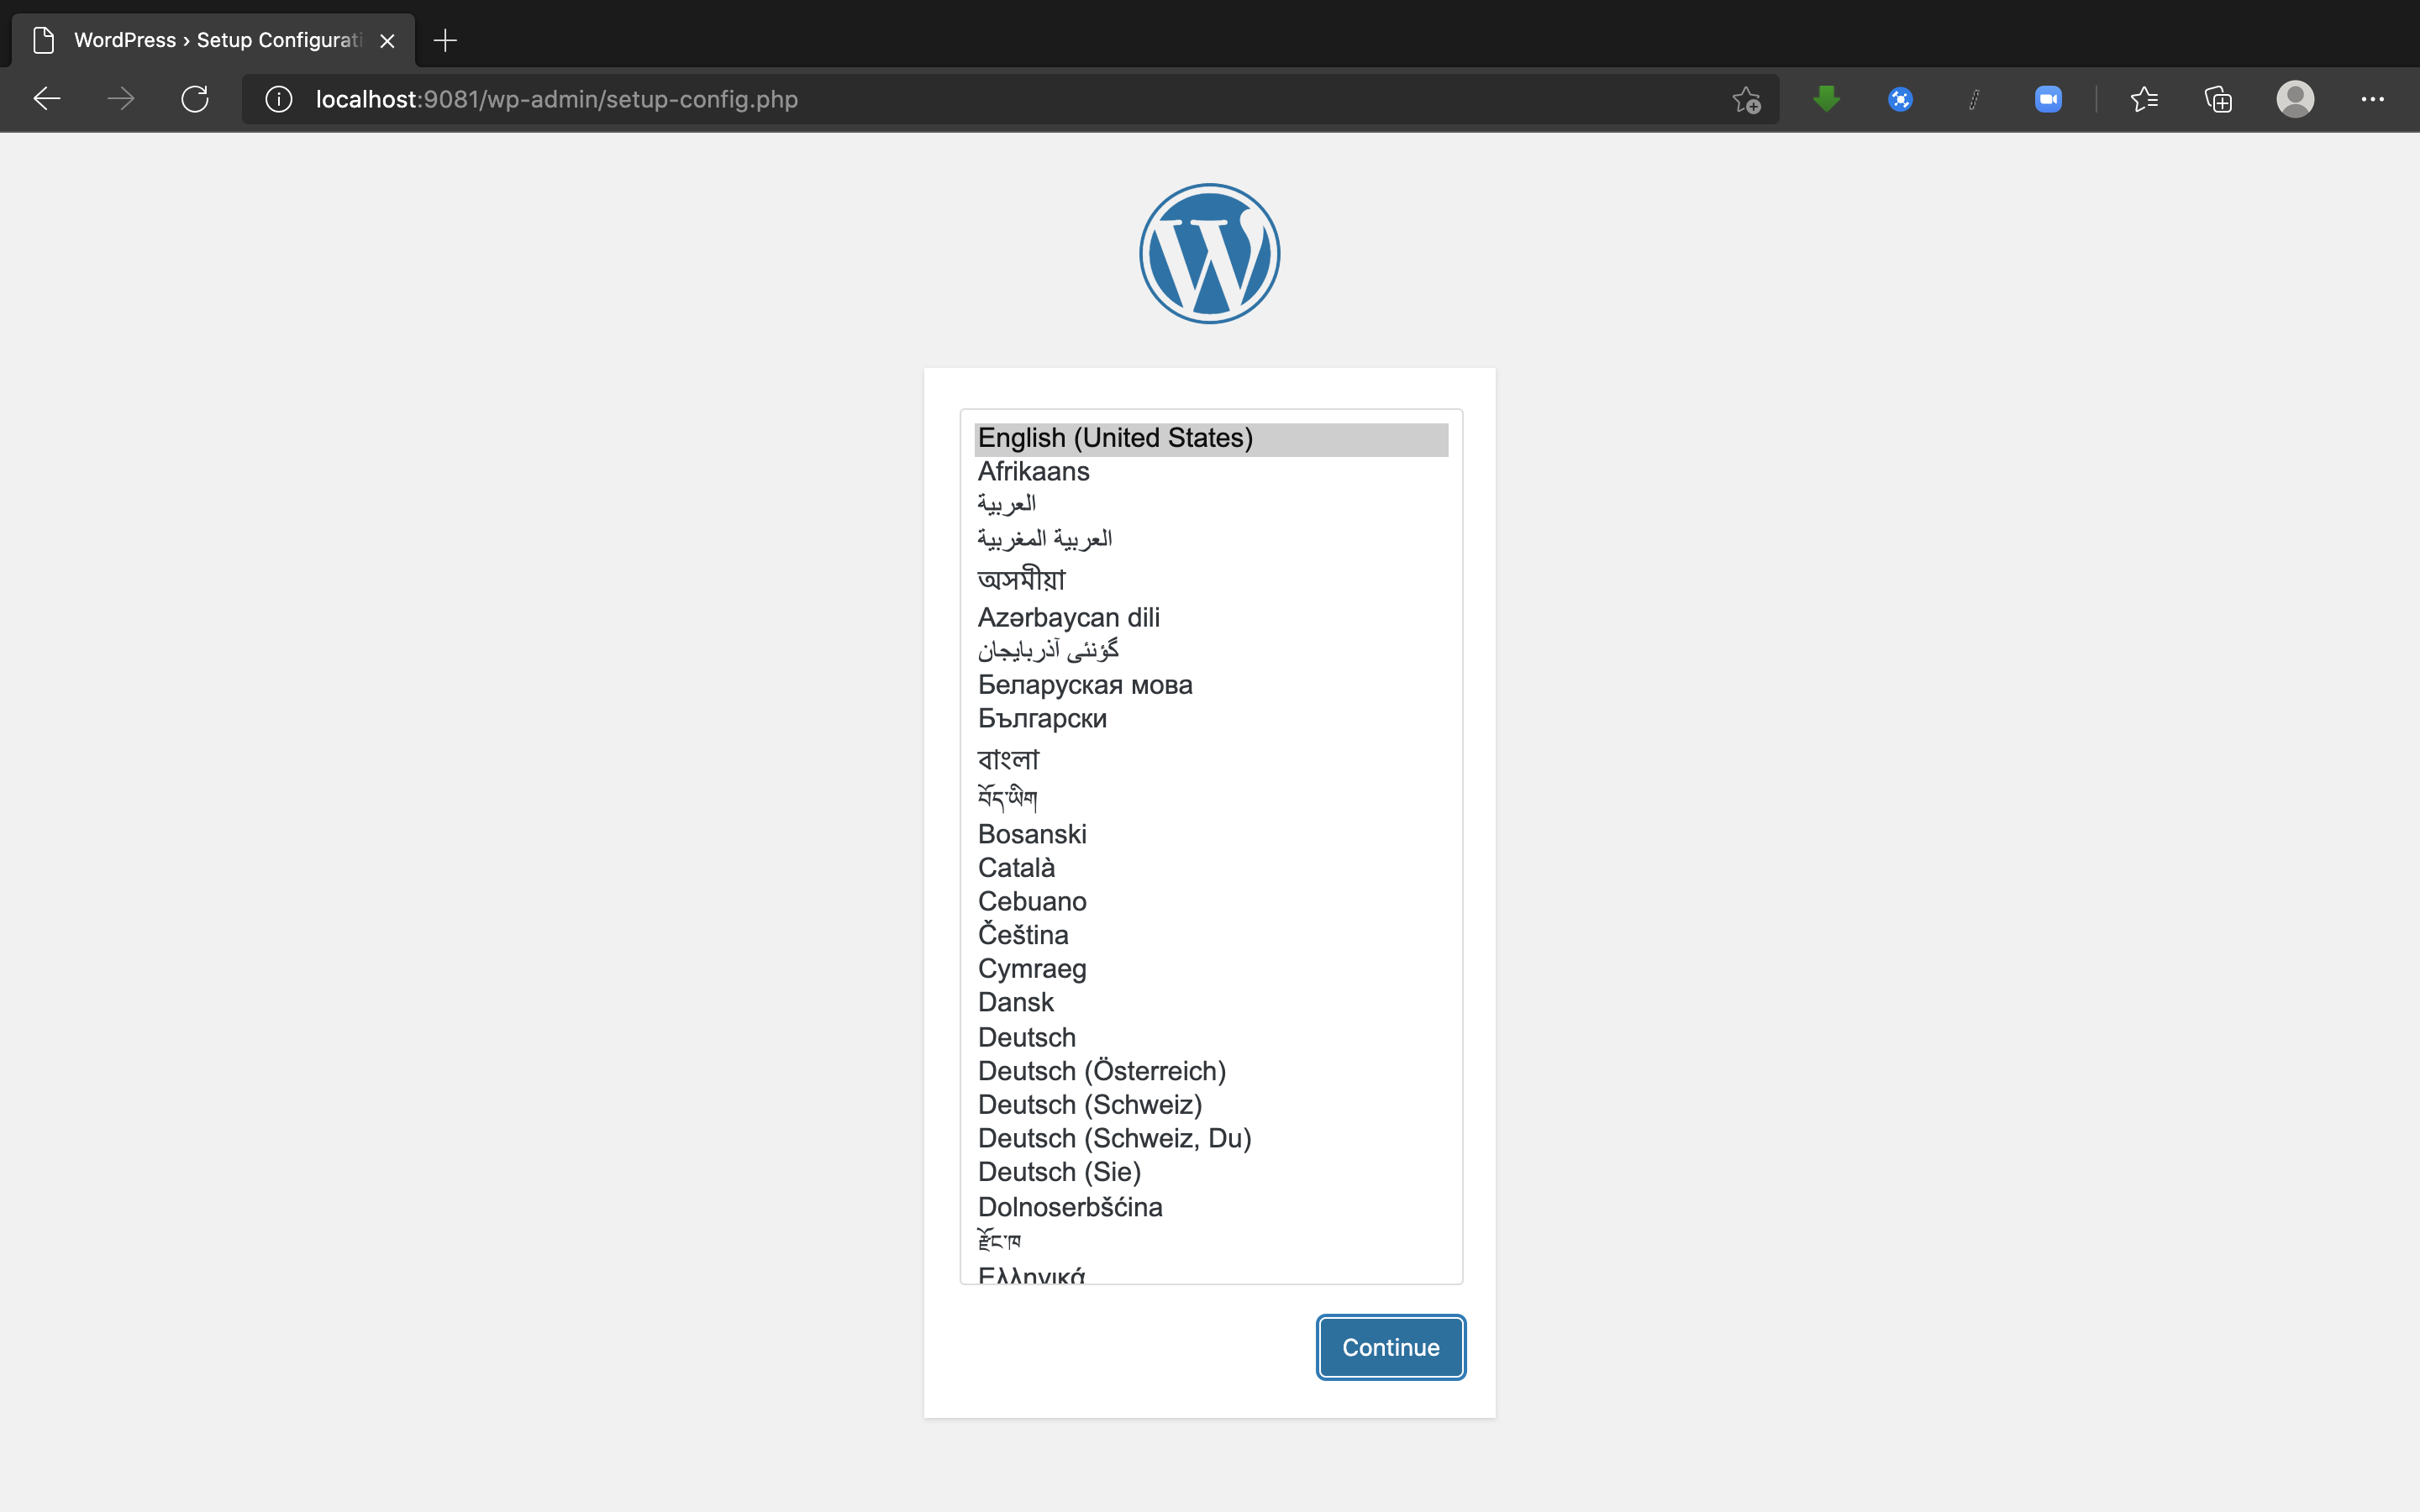 WordPress › Setup Configurati
localhost:9081/wp-admin/setup-config.php
English (United States)
Afrikaans
العربية
العربية المغربية
অসমীয়া
Azərbaycan dili
گؤنئی آذربایجان
Беларуская мова
Български
বাংলা
བོད་ཡིག
Bosanski
Català
Cebuano
Čeština
Cymraeg
Dansk
Deutsch
Deutsch (Österreich)
Deutsch (Schweiz)
Deutsch (Schweiz, Du)
Deutsch (Sie)
Dolnoserbšćina
རྫོང་ཁ
Ελληνικά
Continue